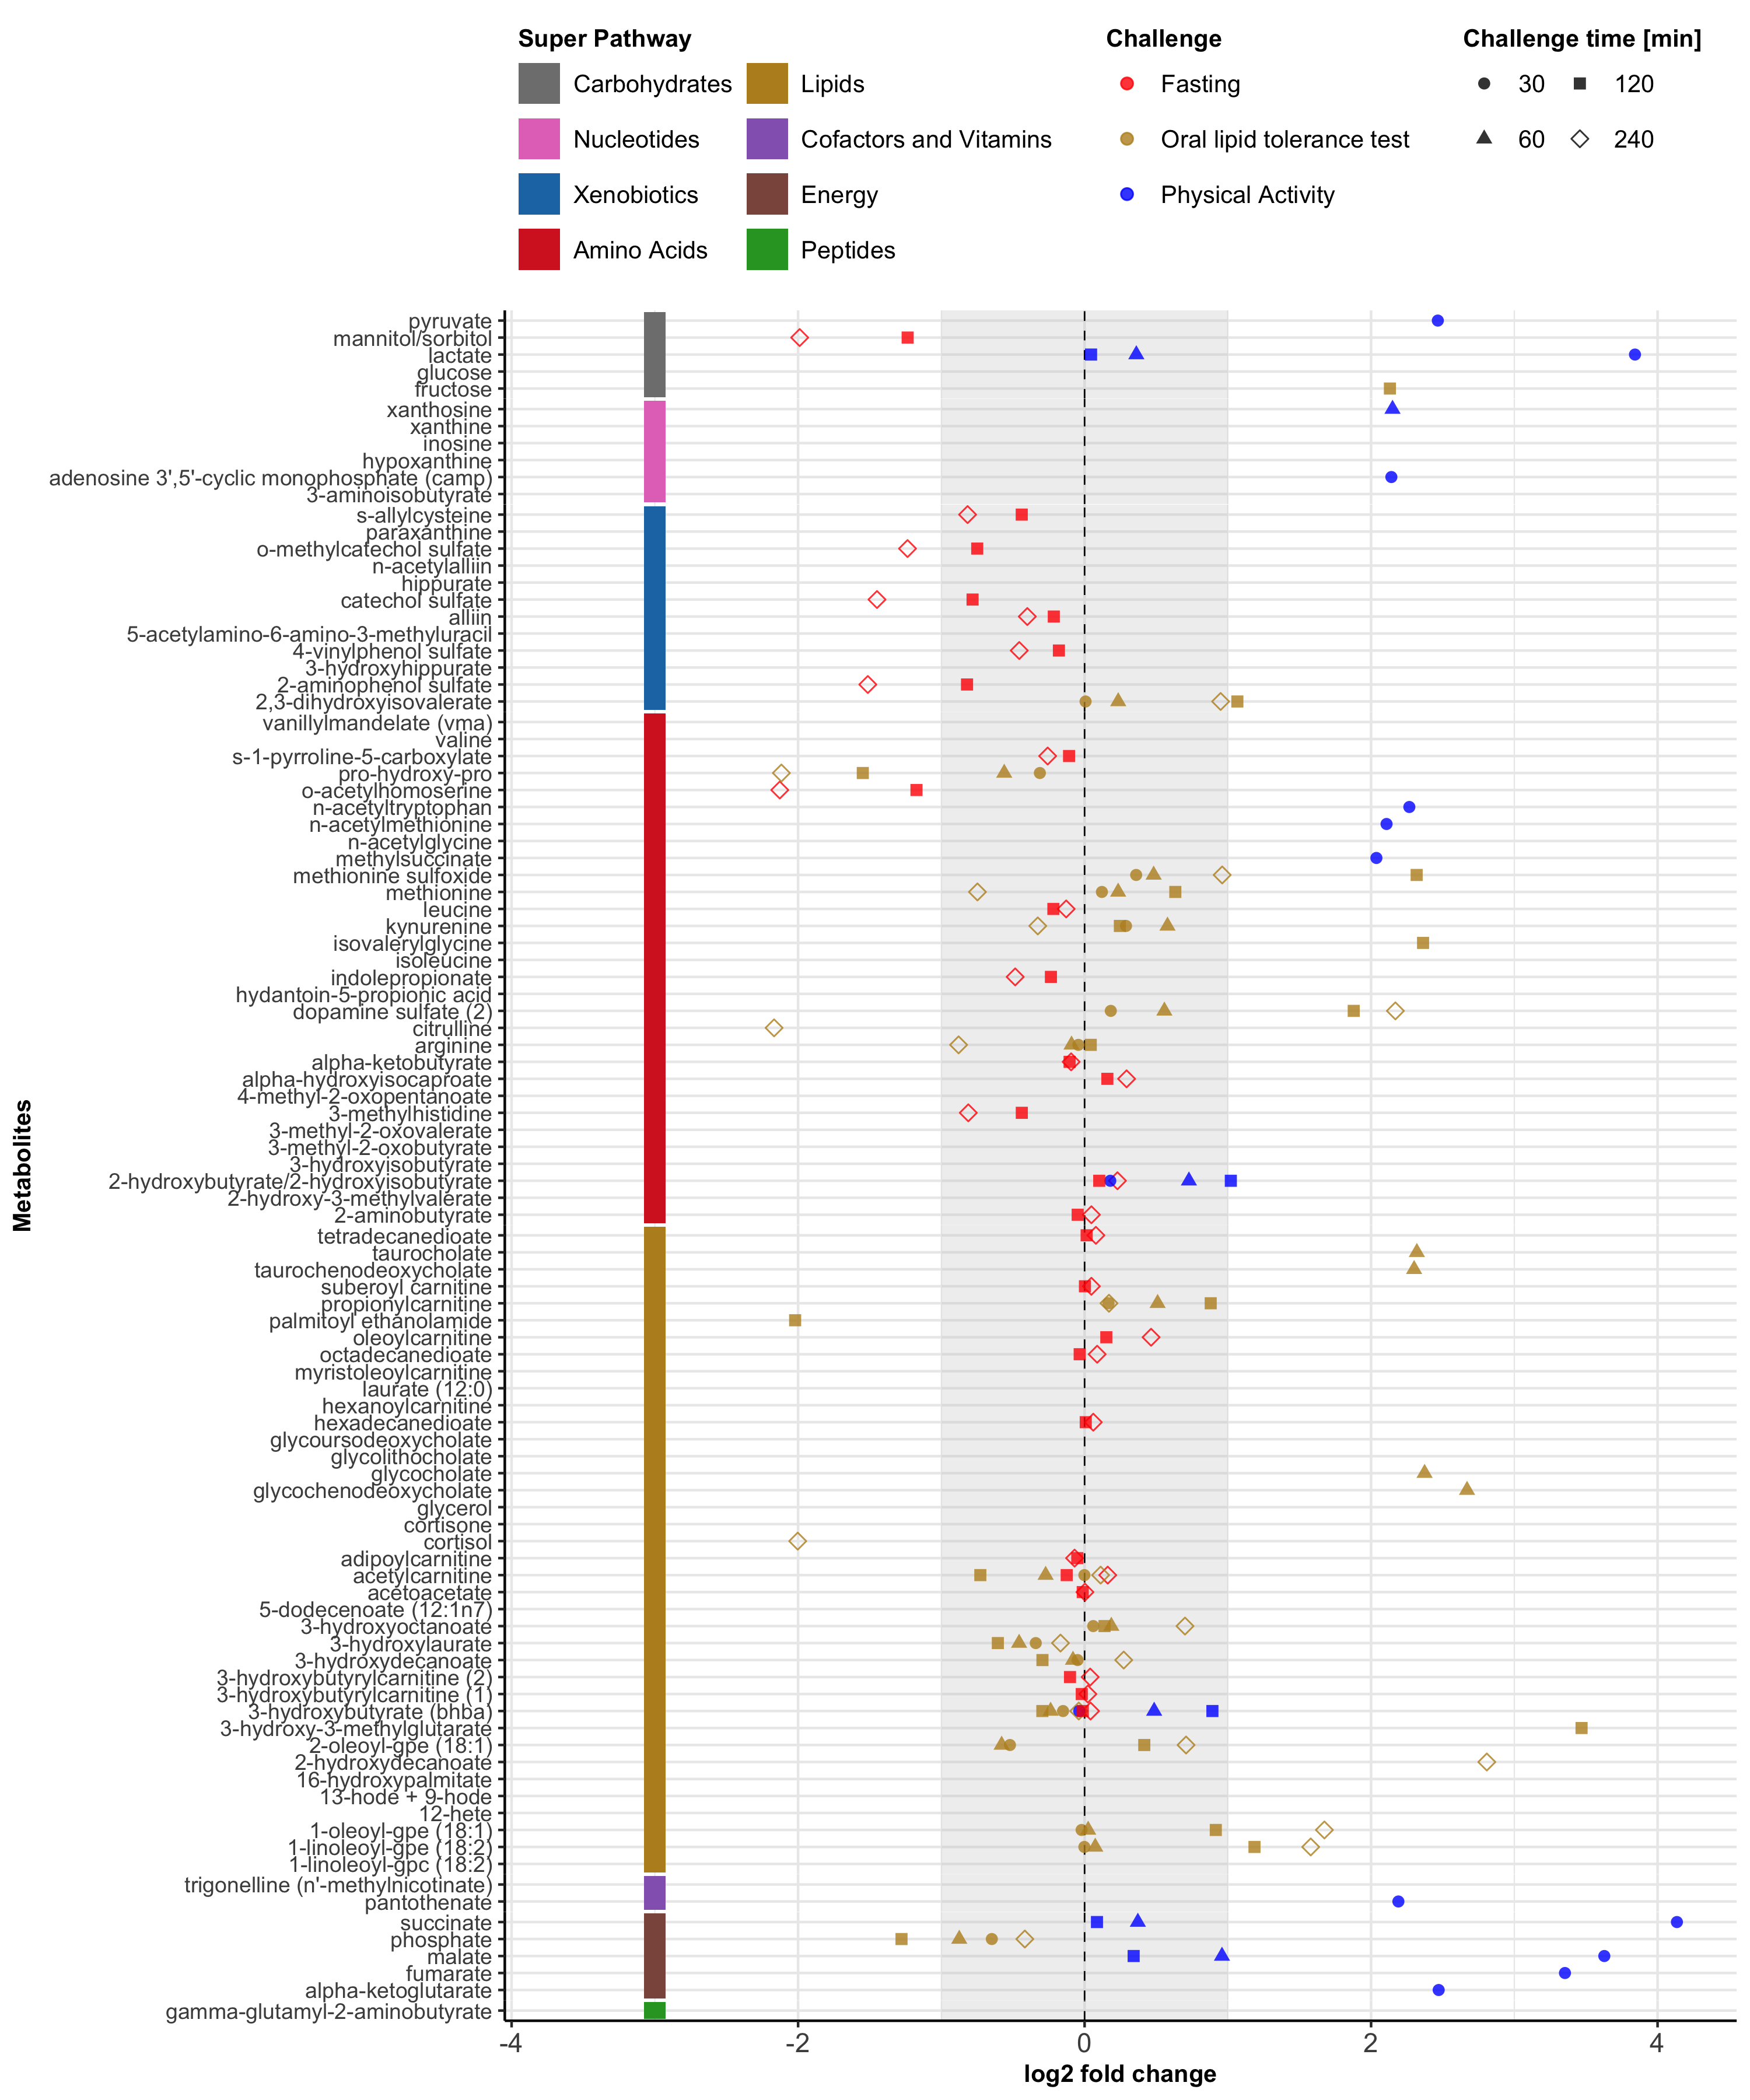 Super Pathway
Carbohydrates
Nucleotides
Xenobiotics
Amino Acids
Lipids
Cofactors and Vitamins
Energy
Peptides
Challenge
Fasting
Oral lipid tolerance test
Physical Activity
Challenge time [min]
30
60
120
240
Metabolites
pyruvate
mannitol/sorbitol
lactate
glucose
fructose
xanthosine
xanthine
inosine
hypoxanthine
adenosine 3',5'-cyclic monophosphate (camp)
3-aminoisobutyrate
s-allylcysteine
paraxanthine
o-methylcatechol sulfate
n-acetylalliin
hippurate
catechol sulfate
alliin
5-acetylamino-6-amino-3-methyluracil
4-vinylphenol sulfate
3-hydroxyhippurate
2-aminophenol sulfate
2,3-dihydroxyisovalerate
vanillylmandelate (vma)
valine
s-1-pyrroline-5-carboxylate
pro-hydroxy-pro
o-acetylhomoserine
n-acetyltryptophan
n-acetylmethionine
n-acetylglycine
methylsuccinate
methionine sulfoxide
methionine
leucine
kynurenine
isovalerylglycine
isoleucine
indolepropionate
hydantoin-5-propionic acid
dopamine sulfate (2)
citrulline
arginine
alpha-ketobutyrate
alpha-hydroxyisocaproate
4-methyl-2-oxopentanoate
3-methylhistidine
3-methyl-2-oxovalerate
3-methyl-2-oxobutyrate
3-hydroxyisobutyrate
2-hydroxybutyrate/2-hydroxyisobutyrate
2-hydroxy-3-methylvalerate
2-aminobutyrate
tetradecanedioate
taurocholate
taurochenodeoxycholate
suberoyl carnitine
propionylcarnitine
palmitoyl ethanolamide
oleoylcarnitine
octadecanedioate
myristoleoylcarnitine
laurate (12:0)
hexanoylcarnitine
hexadecanedioate
glycoursodeoxycholate
glycolithocholate
glycocholate
glycochenodeoxycholate
glycerol
cortisone
cortisol
adipoylcarnitine
acetylcarnitine
acetoacetate
5-dodecenoate (12:1n7)
3-hydroxyoctanoate
3-hydroxylaurate
3-hydroxydecanoate
3-hydroxybutyrylcarnitine (2)
3-hydroxybutyrylcarnitine (1)
3-hydroxybutyrate (bhba)
3-hydroxy-3-methylglutarate
2-oleoyl-gpe (18:1)
2-hydroxydecanoate
16-hydroxypalmitate
13-hode + 9-hode
12-hete
1-oleoyl-gpe (18:1)
1-linoleoyl-gpe (18:2)
1-linoleoyl-gpc (18:2)
trigonelline (n'-methylnicotinate)
pantothenate
succinate
phosphate
malate
fumarate
alpha-ketoglutarate
gamma-glutamyl-2-aminobutyrate
-4 -2 0 2 4
log2 fold change